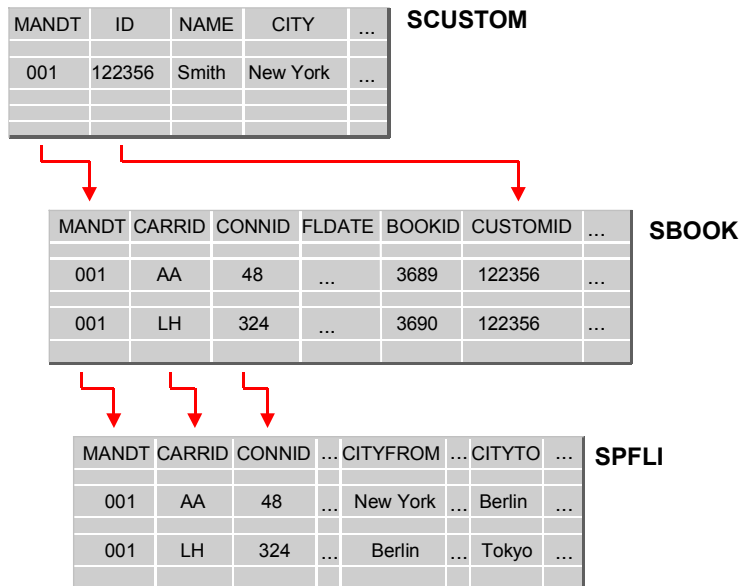 SCUSTOM
MANDT ID NAME CITY ...
001 122356 Smith New York ...
SBOOK
MANDT CARRID CONNID FLDATE BOOKID CUSTOMID ...
001 AA 48 ... 3689 122356 ...
001 LH 324 ... 3690 122356 ...
SPFLI
MANDT CARRID CONNID ... CITYFROM ... CITYTO ...
001 AA 48 ... New York ... Berlin ...
001 LH 324 ... Berlin ... Tokyo ...